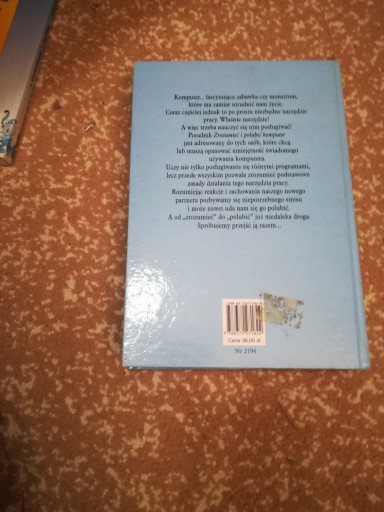 Komputer... fascynująca zabawka czy monstrum,
które ma zamiar utrudnić nam życie.
Coraz częściej jednak to po prostu niezbędne narzędzie
pracy. Właśnie narzędzie!
A więc trzeba nauczyć się nim posługiwać!
Poradnik Zrozumieć i polubić komputer
jest adresowany do tych osób, które chcą
lub muszą opanować umiejętność świadomego
używania komputera.
Uczy nie tylko posługiwania się różnymi programami,
lecz przede wszystkim pozwala zrozumieć podstawowe
zasady działania tego narzędzia pracy.
Rozumiejąc reakcje i zachowania naszego nowego
partnera pozbywamy się niepotrzebnego stresu
i może zawet uda nam się go polubić.
A od „zrozumieć” do „polubić” już niedaleka droga.
Spróbujemy przejść ją razem...
Cena 38,00 zł
Nr 2194